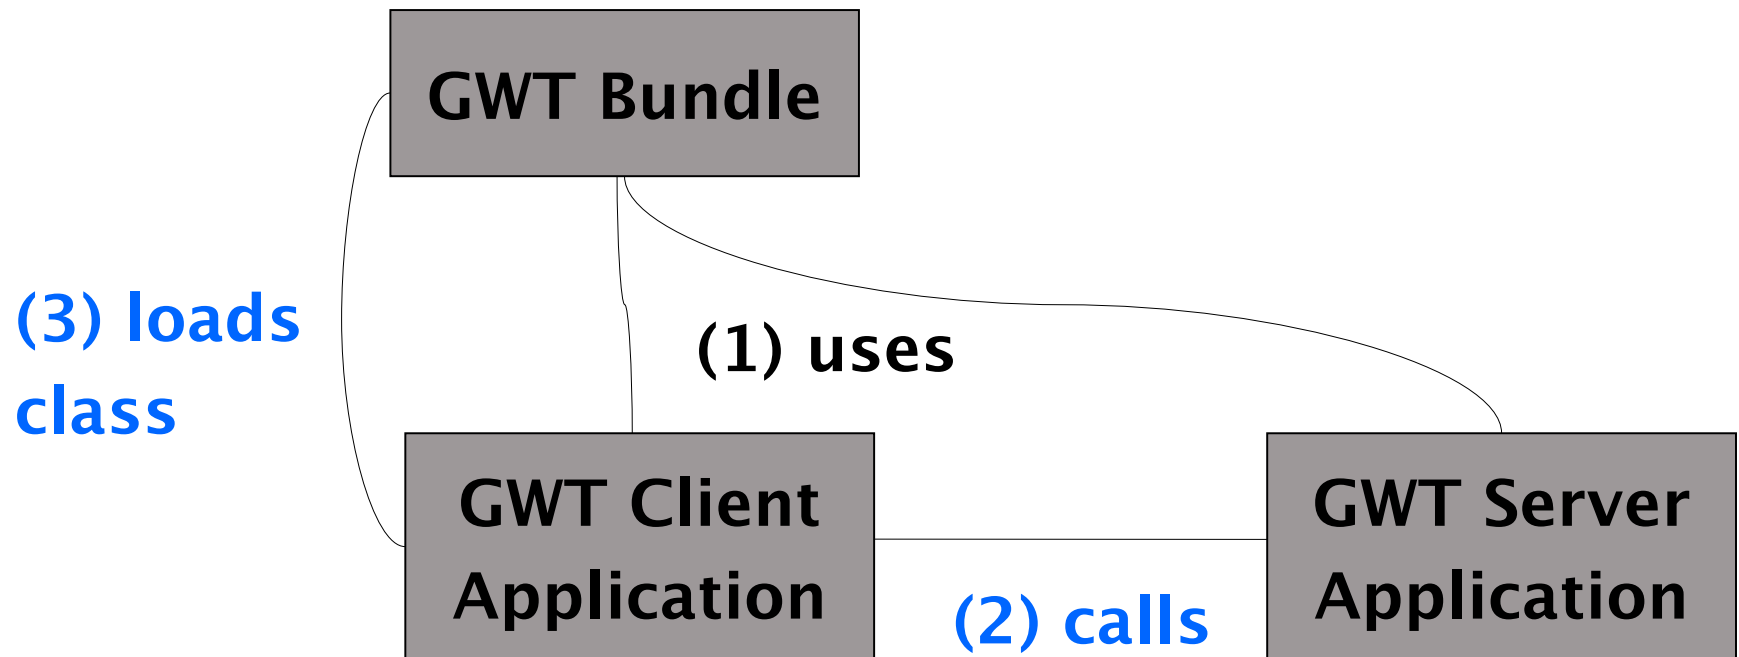 GWT Bundle
(3) loads
class
(1) uses
GWT Client
Application
(2) calls
GWT Server
Application